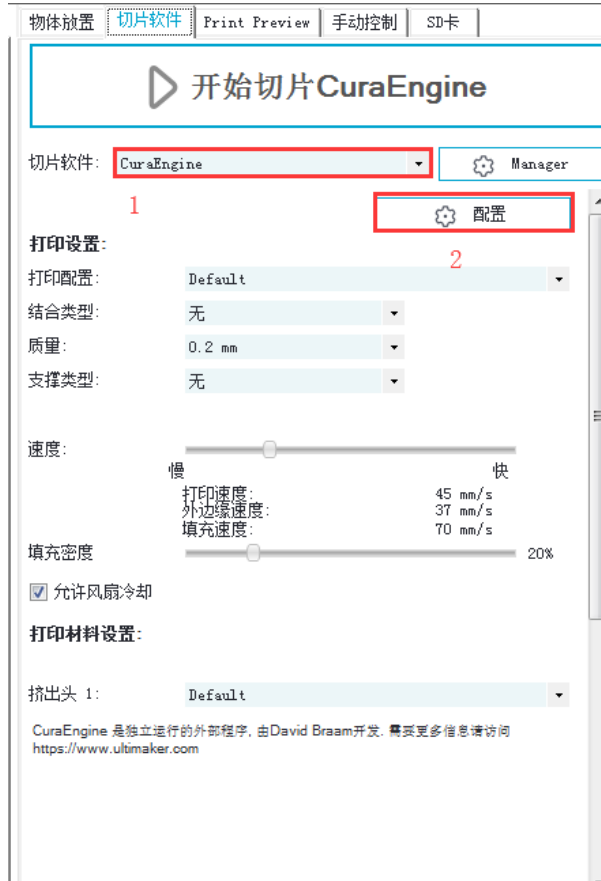 物体放置 切片软件 Print Preview 手动控制 SD卡
开始切片CuraEngine
切片软件: CuraEngine Manager
1
配置
2
打印设置:
打印配置: Default
结合类型: 无
质量: 0.2 mm
支撑类型: 无
速度:
慢 快
打印速度: 45 mm/s
外边缘速度: 37 mm/s
填充速度: 70 mm/s
填充密度 20%
允许风扇冷却
打印材料设置:
挤出头 1: Default
CuraEngine 是独立运行的外部程序, 由David Braam开发. 需要更多信息请访问
https://www.ultimaker.com